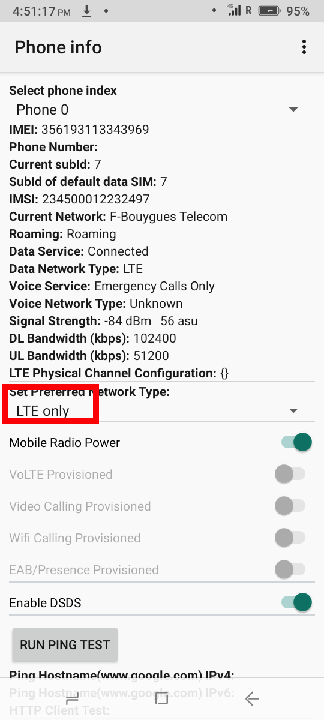 4:51:17 PM
R 95%
Phone info
Select phone index
Phone 0
IMEI: 356193113343969
Phone Number:
Current subId: 7
SubId of default data SIM: 7
IMSI: 234500012232497
Current Network: F-Bouygues Telecom
Roaming: Roaming
Data Service: Connected
Data Network Type: LTE
Voice Service: Emergency Calls Only
Voice Network Type: Unknown
Signal Strength: -84 dBm 56 asu
DL Bandwidth (kbps): 102400
UL Bandwidth (kbps): 51200
LTE Physical Channel Configuration: {}
Set Preferred Network Type:
LTE only
Mobile Radio Power
VoLTE Provisioned
Video Calling Provisioned
Wifi Calling Provisioned
EAB/Presence Provisioned
Enable DSDS
RUN PING TEST
Ping Hostname(www.google.com) IPv4:
Ping Hostname(www.google.com) IPv6:
HTTP Client Test: